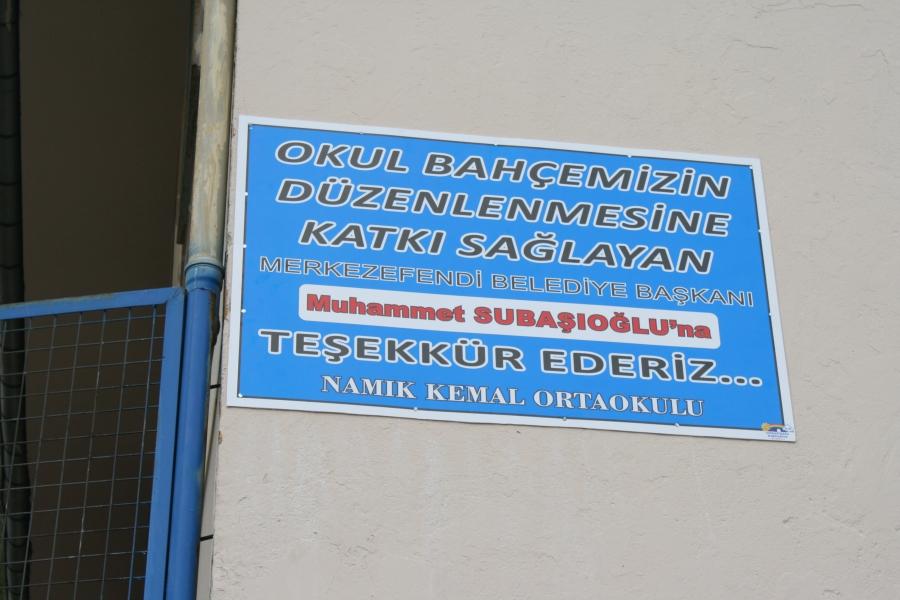 OKUL BAHÇEMİZİN
DÜZENLENMESİNE
KATKI SAĞLAYAN
MERKEZEFENDİ BELEDİYE BAŞKANI
Muhammet SUBAŞIOĞLU'na
TEŞEKKÜR EDERİZ...
NAMIK KEMAL ORTAOKULU